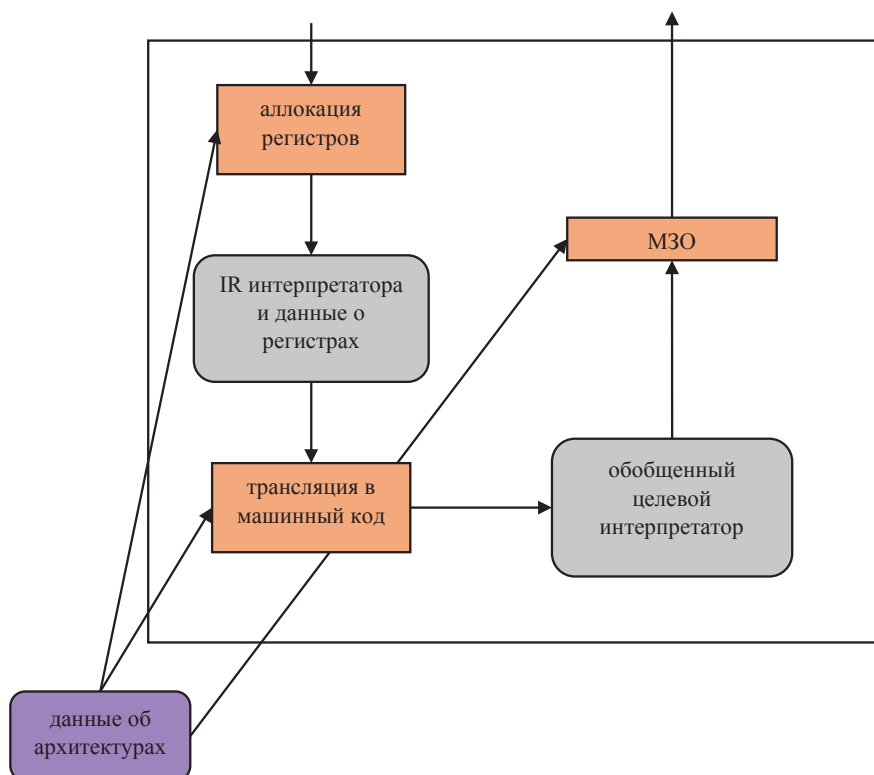 аллокация
регистров
IR интерпретатора
и данные о
регистрах
МЗО
трансляция в
машинный код
обобщенный
целевой
интерпретатор
данные об
архитектурах